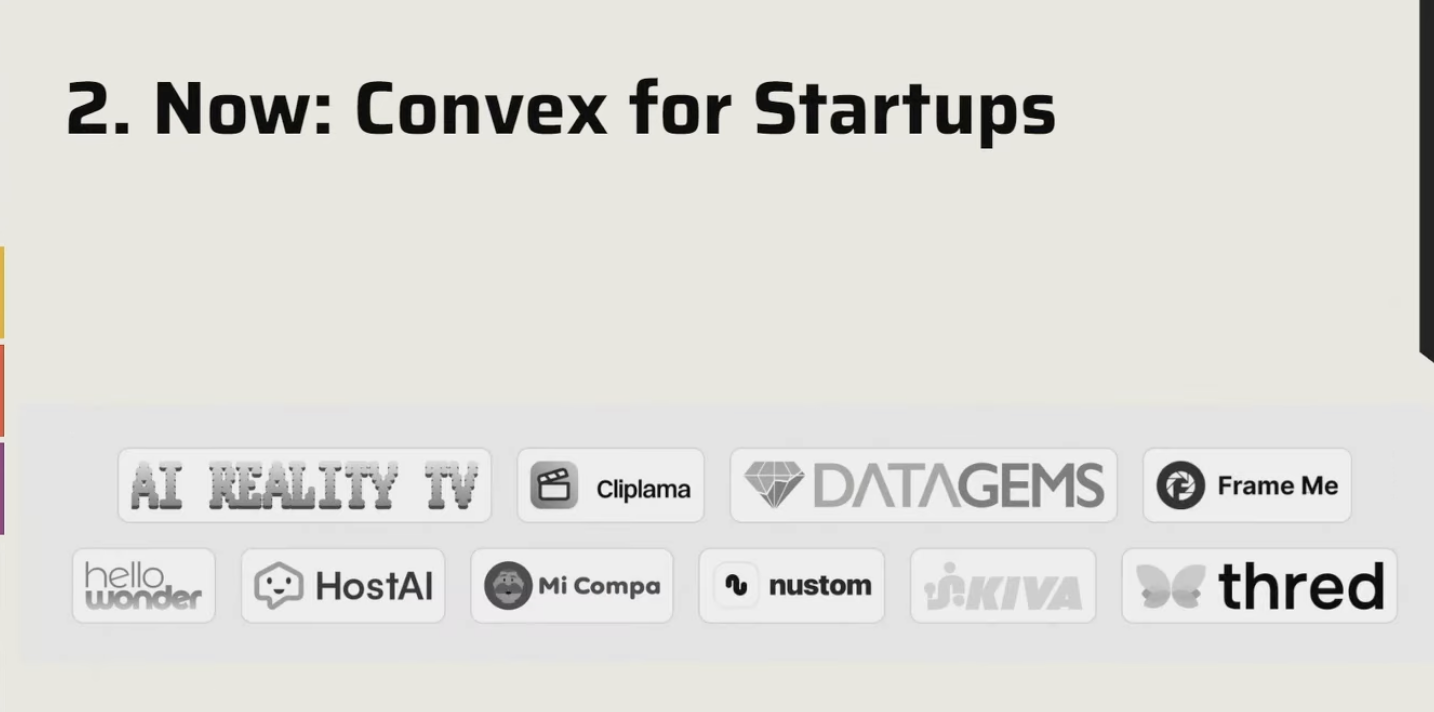 2. Now: Convex for Startups
AI REALITY TV
Cliplama
DATAGEMS
Frame Me
hello
wonder
HostAI
Mi Compa
nustom
KIVA
thred